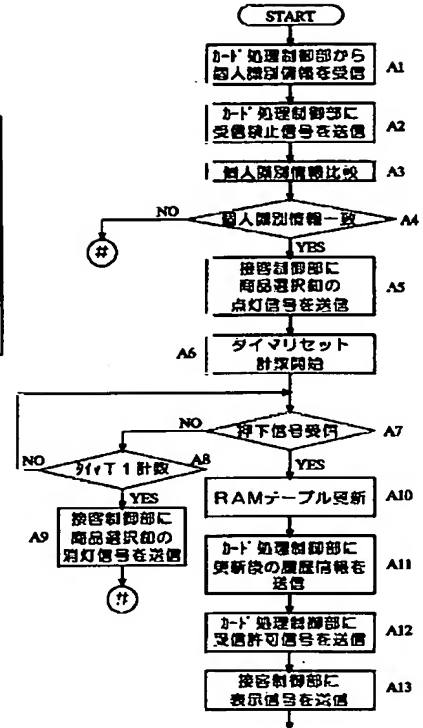 START
カード処理制御部から
個人識別情報を受信
A1
カード処理制御部に
受信禁止信号を送信
A2
個人識別情報比較
A3
個人識別情報一致
A4
NO
#
YES
接客制御部に
商品選択釦の
点灯信号を送信
A5
タイマリセット
計数開始
A6
押下信号受信
A7
NO
タイマT1計数
A8
NO
YES
YES
接客制御部に
商品選択釦の
消灯信号を送信
A9
#
RAMテーブル更新
A10
カード処理制御部に
更新後の履歴情報を
送信
A11
カード処理制御部に
受信許可信号を送信
A12
接客制御部に
表示信号を送信
A13